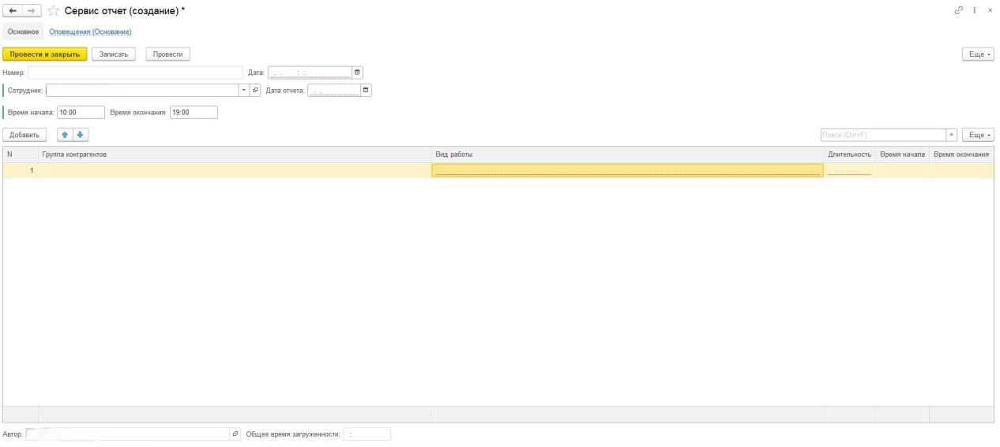 Сервис отчет (создание) *
Основное Оповещения (Основание)
Провести и закрыть Записать Провести Еще
Номер: Дата: . . : :
Сотрудник: Дата отчета: . .
Время начала: 10:00 Время окончания: 19:00
Добавить Поиск (Ctrl+F) × Еще
N Группа контрагентов Вид работы Длительность Время начала Время окончания
1
Автор: Общее время загруженности: :